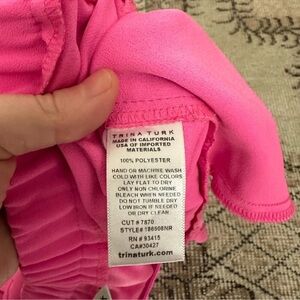 TRINA TURK
MADE IN CALIFORNIA
USA OF IMPORTED
MATERIALS
100% POLYESTER
HAND OR MACHINE WASH
COLD WITH LIKE COLORS
LAY FLAT TO DRY
ONLY NON CHLORINE
BLEACH WHEN NEEDED
DO NOT TUMBLE DRY
LOW IRON IF NEEDED
OR DRY CLEAN
CUT # 7870
STYLE# 186508NR
RN # 93415
CA#30427
trinaturk.com